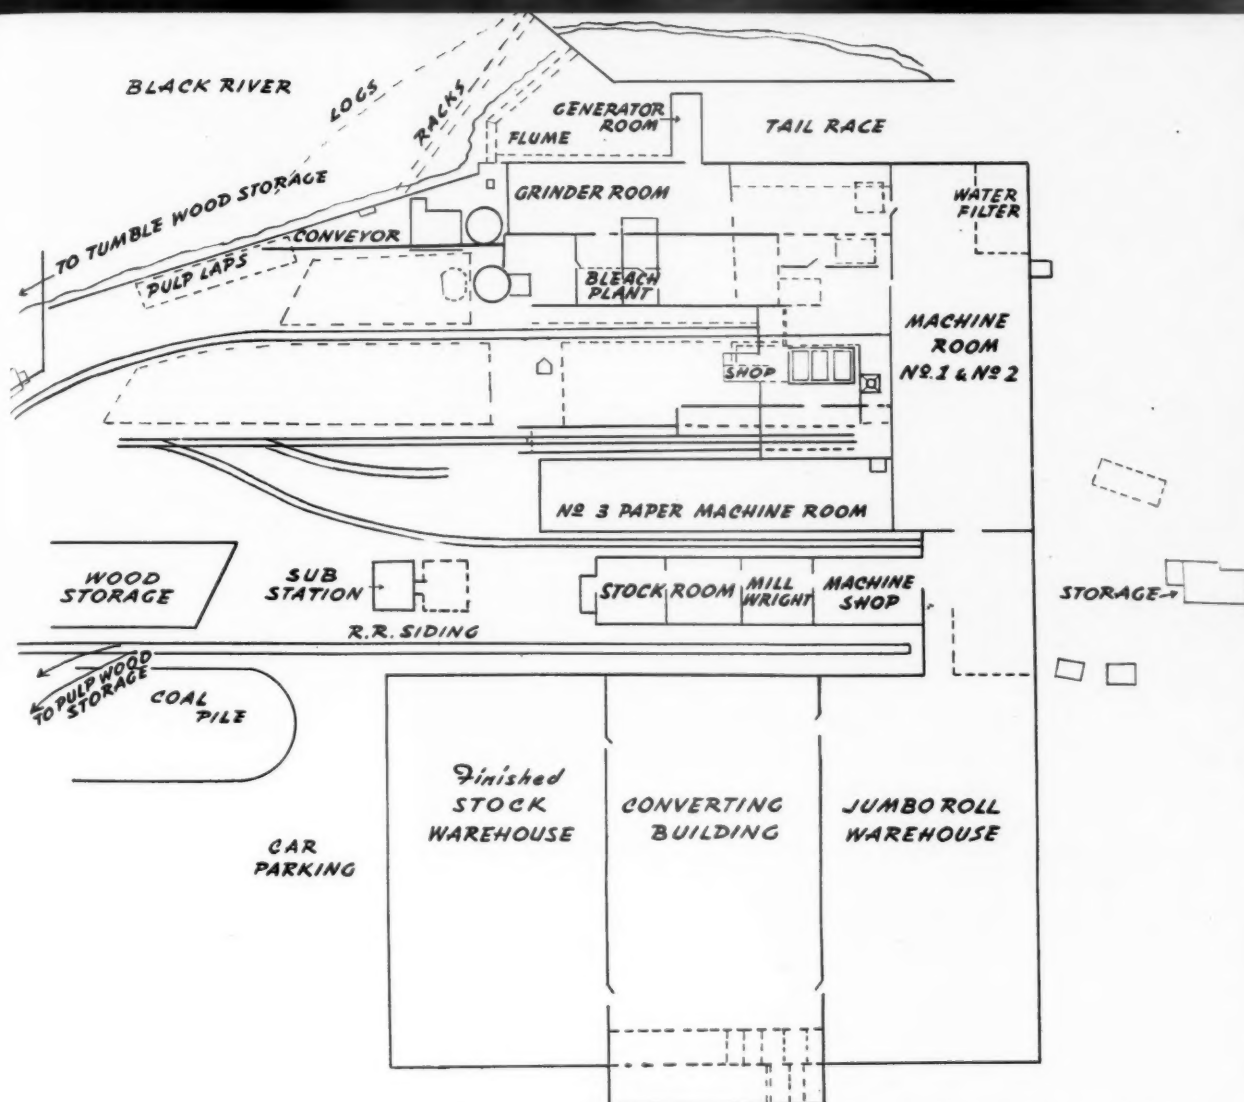 BLACK RIVER
LOGS
RACKS
GENERATOR
ROOM
FLUME
TAIL RACE
TO TUMBLE WOOD STORAGE
GRINDER ROOM
WATER
FILTER
CONVEYOR
PULP LAPS
BLEACH
PLANT
MACHINE
ROOM
Nº.1 & Nº 2
SHOP
Nº 3 PAPER MACHINE ROOM
WOOD
STORAGE
SUB
STATION
STOCK ROOM
MILL
WRIGHT
MACHINE
SHOP
STORAGE
R.R. SIDING
TO PULP WOOD
STORAGE
COAL
PILE
Finished
STOCK
WAREHOUSE
CONVERTING
BUILDING
JUMBO ROLL
WAREHOUSE
CAR
PARKING